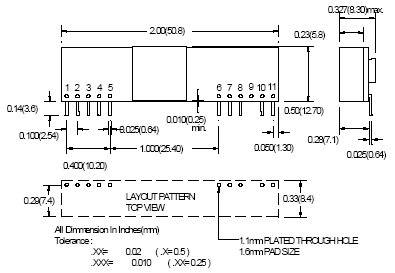 0.327(8.30)max.
2.00(50.8)
0.23(5.8)
1 2 3 4 5 6 7 8 9 10 11
0.14(3.6)
0.010(0.25)
min.
0.50(12.70)
0.100(2.54)
0.025(0.64)
0.050(1.30)
0.28(7.1)
1.000(25.40)
0.025(0.64)
0.400(10.20)
0.29(7.4)
LAYOUT PATTERN
TOP VIEW
0.33(8.4)
All Dimmension In Inches(mm)
Tolerance :
1.1mm PLATED THROUGH HOLE
.XX= 0.02 ( .X= 0.5 )
1.6mm PAD SIZE
.XXX= 0.010 ( .XX= 0.25 )